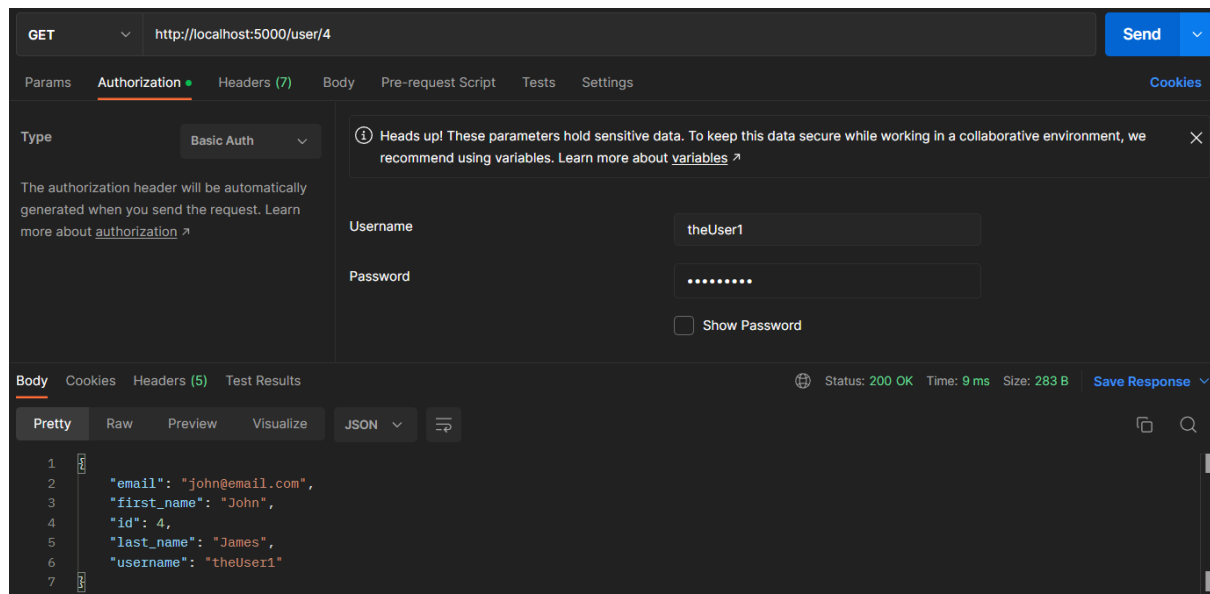 GET http://localhost:5000/user/4 Send
Params Authorization Headers (7) Body Pre-request Script Tests Settings Cookies
Type Basic Auth
The authorization header will be automatically
generated when you send the request. Learn
more about authorization ↗
Heads up! These parameters hold sensitive data. To keep this data secure while working in a collaborative environment, we
recommend using variables. Learn more about variables ↗
Username theUser1
Password •••••••••
Show Password
Body Cookies Headers (5) Test Results Status: 200 OK Time: 9 ms Size: 283 B Save Response
Pretty Raw Preview Visualize JSON
1 {
2 "email": "john@email.com",
3 "first_name": "John",
4 "id": 4,
5 "last_name": "James",
6 "username": "theUser1"
7 }